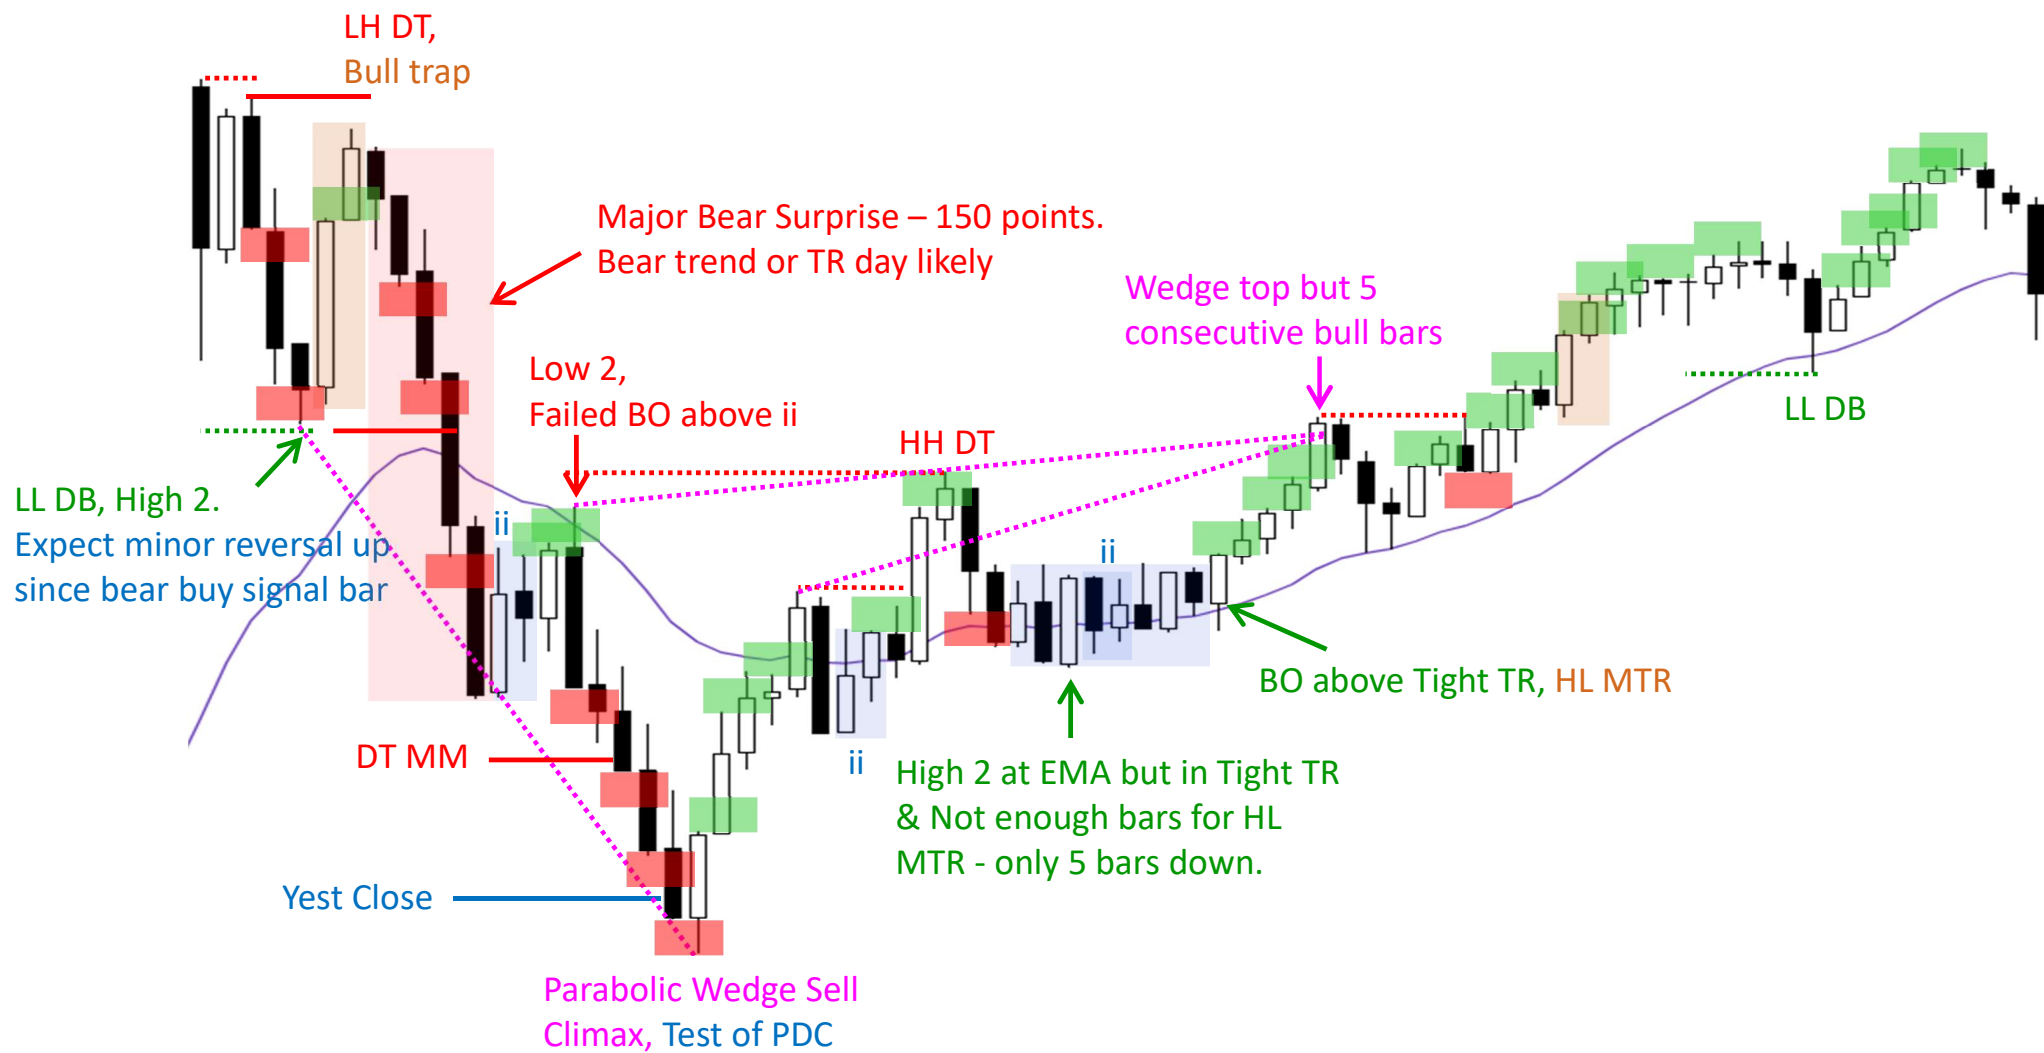 LH DT,
Bull trap
Major Bear Surprise – 150 points.
Bear trend or TR day likely
Wedge top but 5
consecutive bull bars
Low 2,
Failed BO above ii
HH DT
LL DB
LL DB, High 2.
Expect minor reversal up
since bear buy signal bar
ii
ii
BO above Tight TR, HL MTR
DT MM
ii
High 2 at EMA but in Tight TR
& Not enough bars for HL
MTR - only 5 bars down.
Yest Close
Parabolic Wedge Sell
Climax, Test of PDC